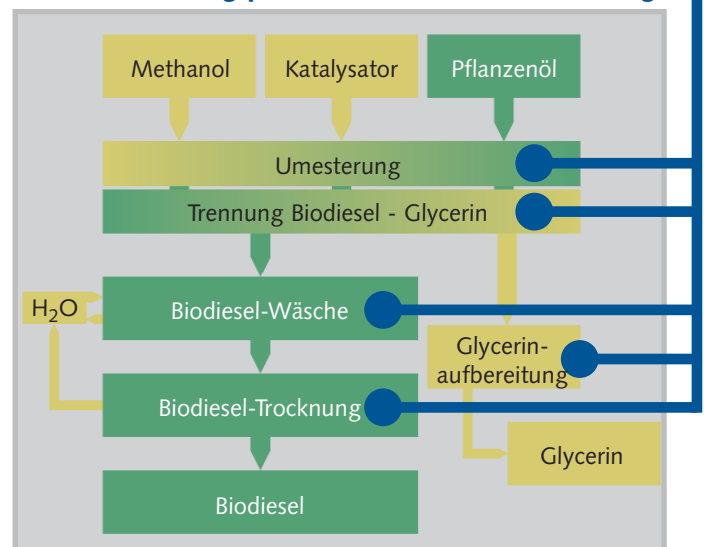 Methanol
Katalysator
Pflanzenöl
Umesterung
Trennung Biodiesel - Glycerin
H₂O
Biodiesel-Wäsche
Glycerin-
aufbereitung
Biodiesel-Trocknung
Glycerin
Biodiesel